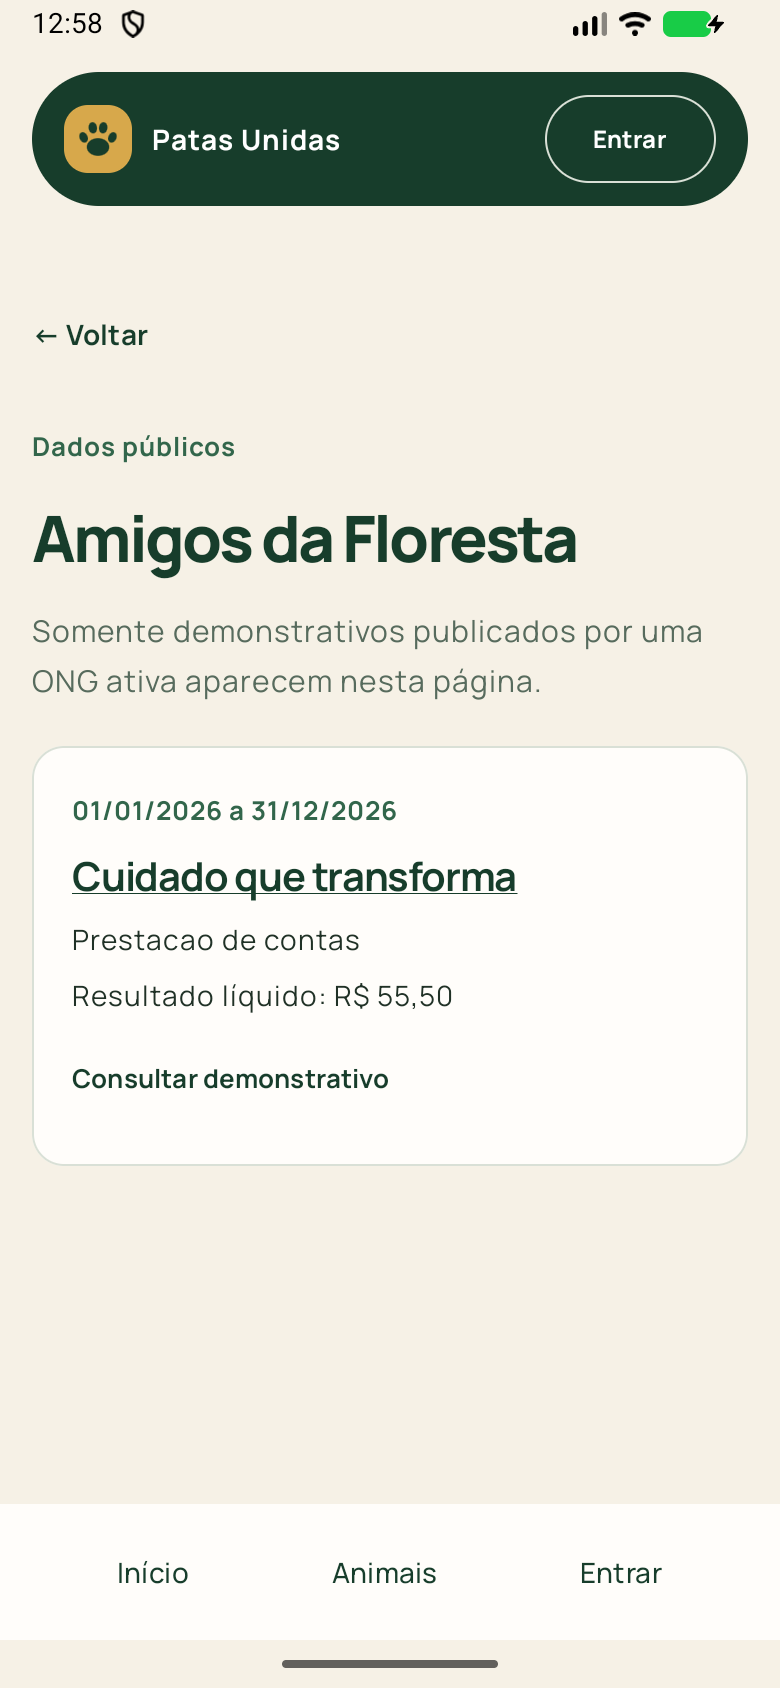 12:58
Patas Unidas
Entrar
← Voltar
Dados públicos
Amigos da Floresta
Somente demonstrativos publicados por uma
ONG ativa aparecem nesta página.
01/01/2026 a 31/12/2026
Cuidado que transforma
Prestacao de contas
Resultado líquido: R$ 55,50
Consultar demonstrativo
Início
Animais
Entrar